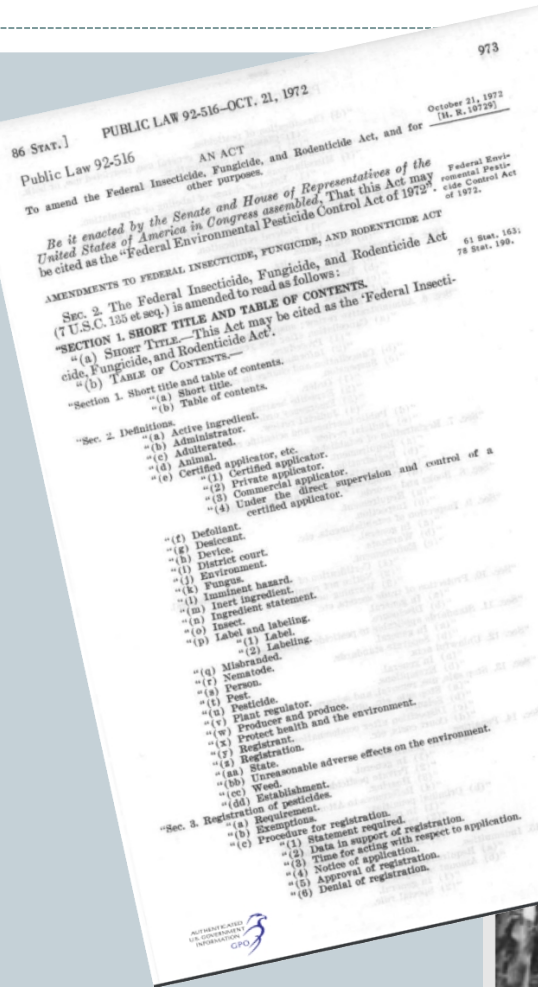 973
86 STAT.] PUBLIC LAW 92-516–OCT. 21, 1972
Public Law 92-516
AN ACT
October 21, 1972
[H. R. 10729]
To amend the Federal Insecticide, Fungicide, and Rodenticide Act, and for
other purposes.
Be it enacted by the Senate and House of Representatives of the
United States of America in Congress assembled, That this Act may
be cited as the "Federal Environmental Pesticide Control Act of 1972".
Federal Envi-
ronmental Pesti-
cide Control Act
of 1972.
AMENDMENTS TO FEDERAL INSECTICIDE, FUNGICIDE, AND RODENTICIDE ACT
SEC. 2. The Federal Insecticide, Fungicide, and Rodenticide Act
(7 U.S.C. 135 et seq.) is amended to read as follows:
61 Stat. 163;
78 Stat. 190.
"SECTION 1. SHORT TITLE AND TABLE OF CONTENTS.
"(a) SHORT TITLE.—This Act may be cited as the 'Federal Insecti-
cide, Fungicide, and Rodenticide Act'.
"(b) TABLE OF CONTENTS.—
"Section 1. Short title and table of contents.
"(a) Short title.
"(b) Table of contents.
"Sec. 2. Definitions.
"(a) Active ingredient.
"(b) Administrator.
"(c) Adulterated.
"(d) Animal.
"(e) Certified applicator, etc.
"(1) Certified applicator.
"(2) Private applicator.
"(3) Commercial applicator.
"(4) Under the direct supervision and control of a
certified applicator.
"(f) Defoliant.
"(g) Desiccant.
"(h) Device.
"(i) District court.
"(j) Environment.
"(k) Fungus.
"(l) Imminent hazard.
"(m) Inert ingredient.
"(n) Ingredient statement.
"(o) Insect.
"(p) Label and labeling.
"(1) Label.
"(2) Labeling.
"(q) Misbranded.
"(r) Nematode.
"(s) Person.
"(t) Pest.
"(u) Pesticide.
"(v) Plant regulator.
"(w) Producer and produce.
"(x) Protect health and the environment.
"(y) Registrant.
"(z) Registration.
"(aa) State.
"(bb) Unreasonable adverse effects on the environment.
"(cc) Weed.
"(dd) Establishment.
"Sec. 3. Registration of pesticides.
"(a) Requirement.
"(b) Exemptions.
"(c) Procedure for registration.
"(1) Statement required.
"(2) Data in support of registration.
"(3) Time for acting with respect to application.
"(4) Notice of application.
"(5) Approval of registration.
"(6) Denial of registration.
AUTHENTICATED
U.S. GOVERNMENT
INFORMATION
GPO